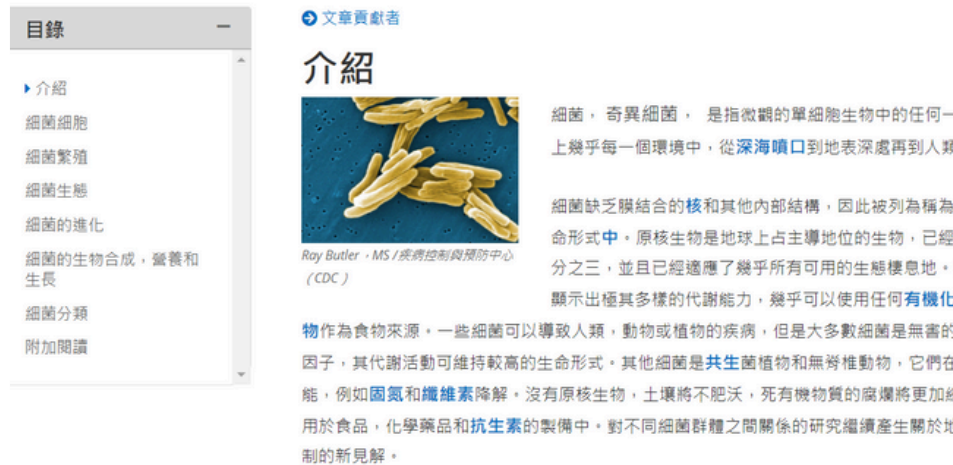 目錄
介紹
細菌細胞
細菌繁殖
細菌生態
細菌的進化
細菌的生物合成，營養和
生長
細菌分類
附加閱讀
文章貢獻者
介紹
細菌， 奇異細菌， 是指微觀的單細胞生物中的任何一
上幾乎每一個環境中，從深海噴口到地表深處再到人類
Ray Butler，MS /疾病控制與預防中心
（CDC）
細菌缺乏膜結合的核和其他內部結構，因此被列為稱為
命形式中。原核生物是地球上占主導地位的生物，已經
分之三，並且已經適應了幾乎所有可用的生態棲息地。
顯示出極其多樣的代謝能力，幾乎可以使用任何有機化
物作為食物來源。一些細菌可以導致人類，動物或植物的疾病，但是大多數細菌是無害的
因子，其代謝活動可維持較高的生命形式。其他細菌是共生菌植物和無脊椎動物，它們在
能，例如固氮和纖維素降解。沒有原核生物，土壤將不肥沃，死有機物質的腐爛將更加
用於食品，化學藥品和抗生素的製備中。對不同細菌群體之間關係的研究繼續產生關於地
制的新見解。